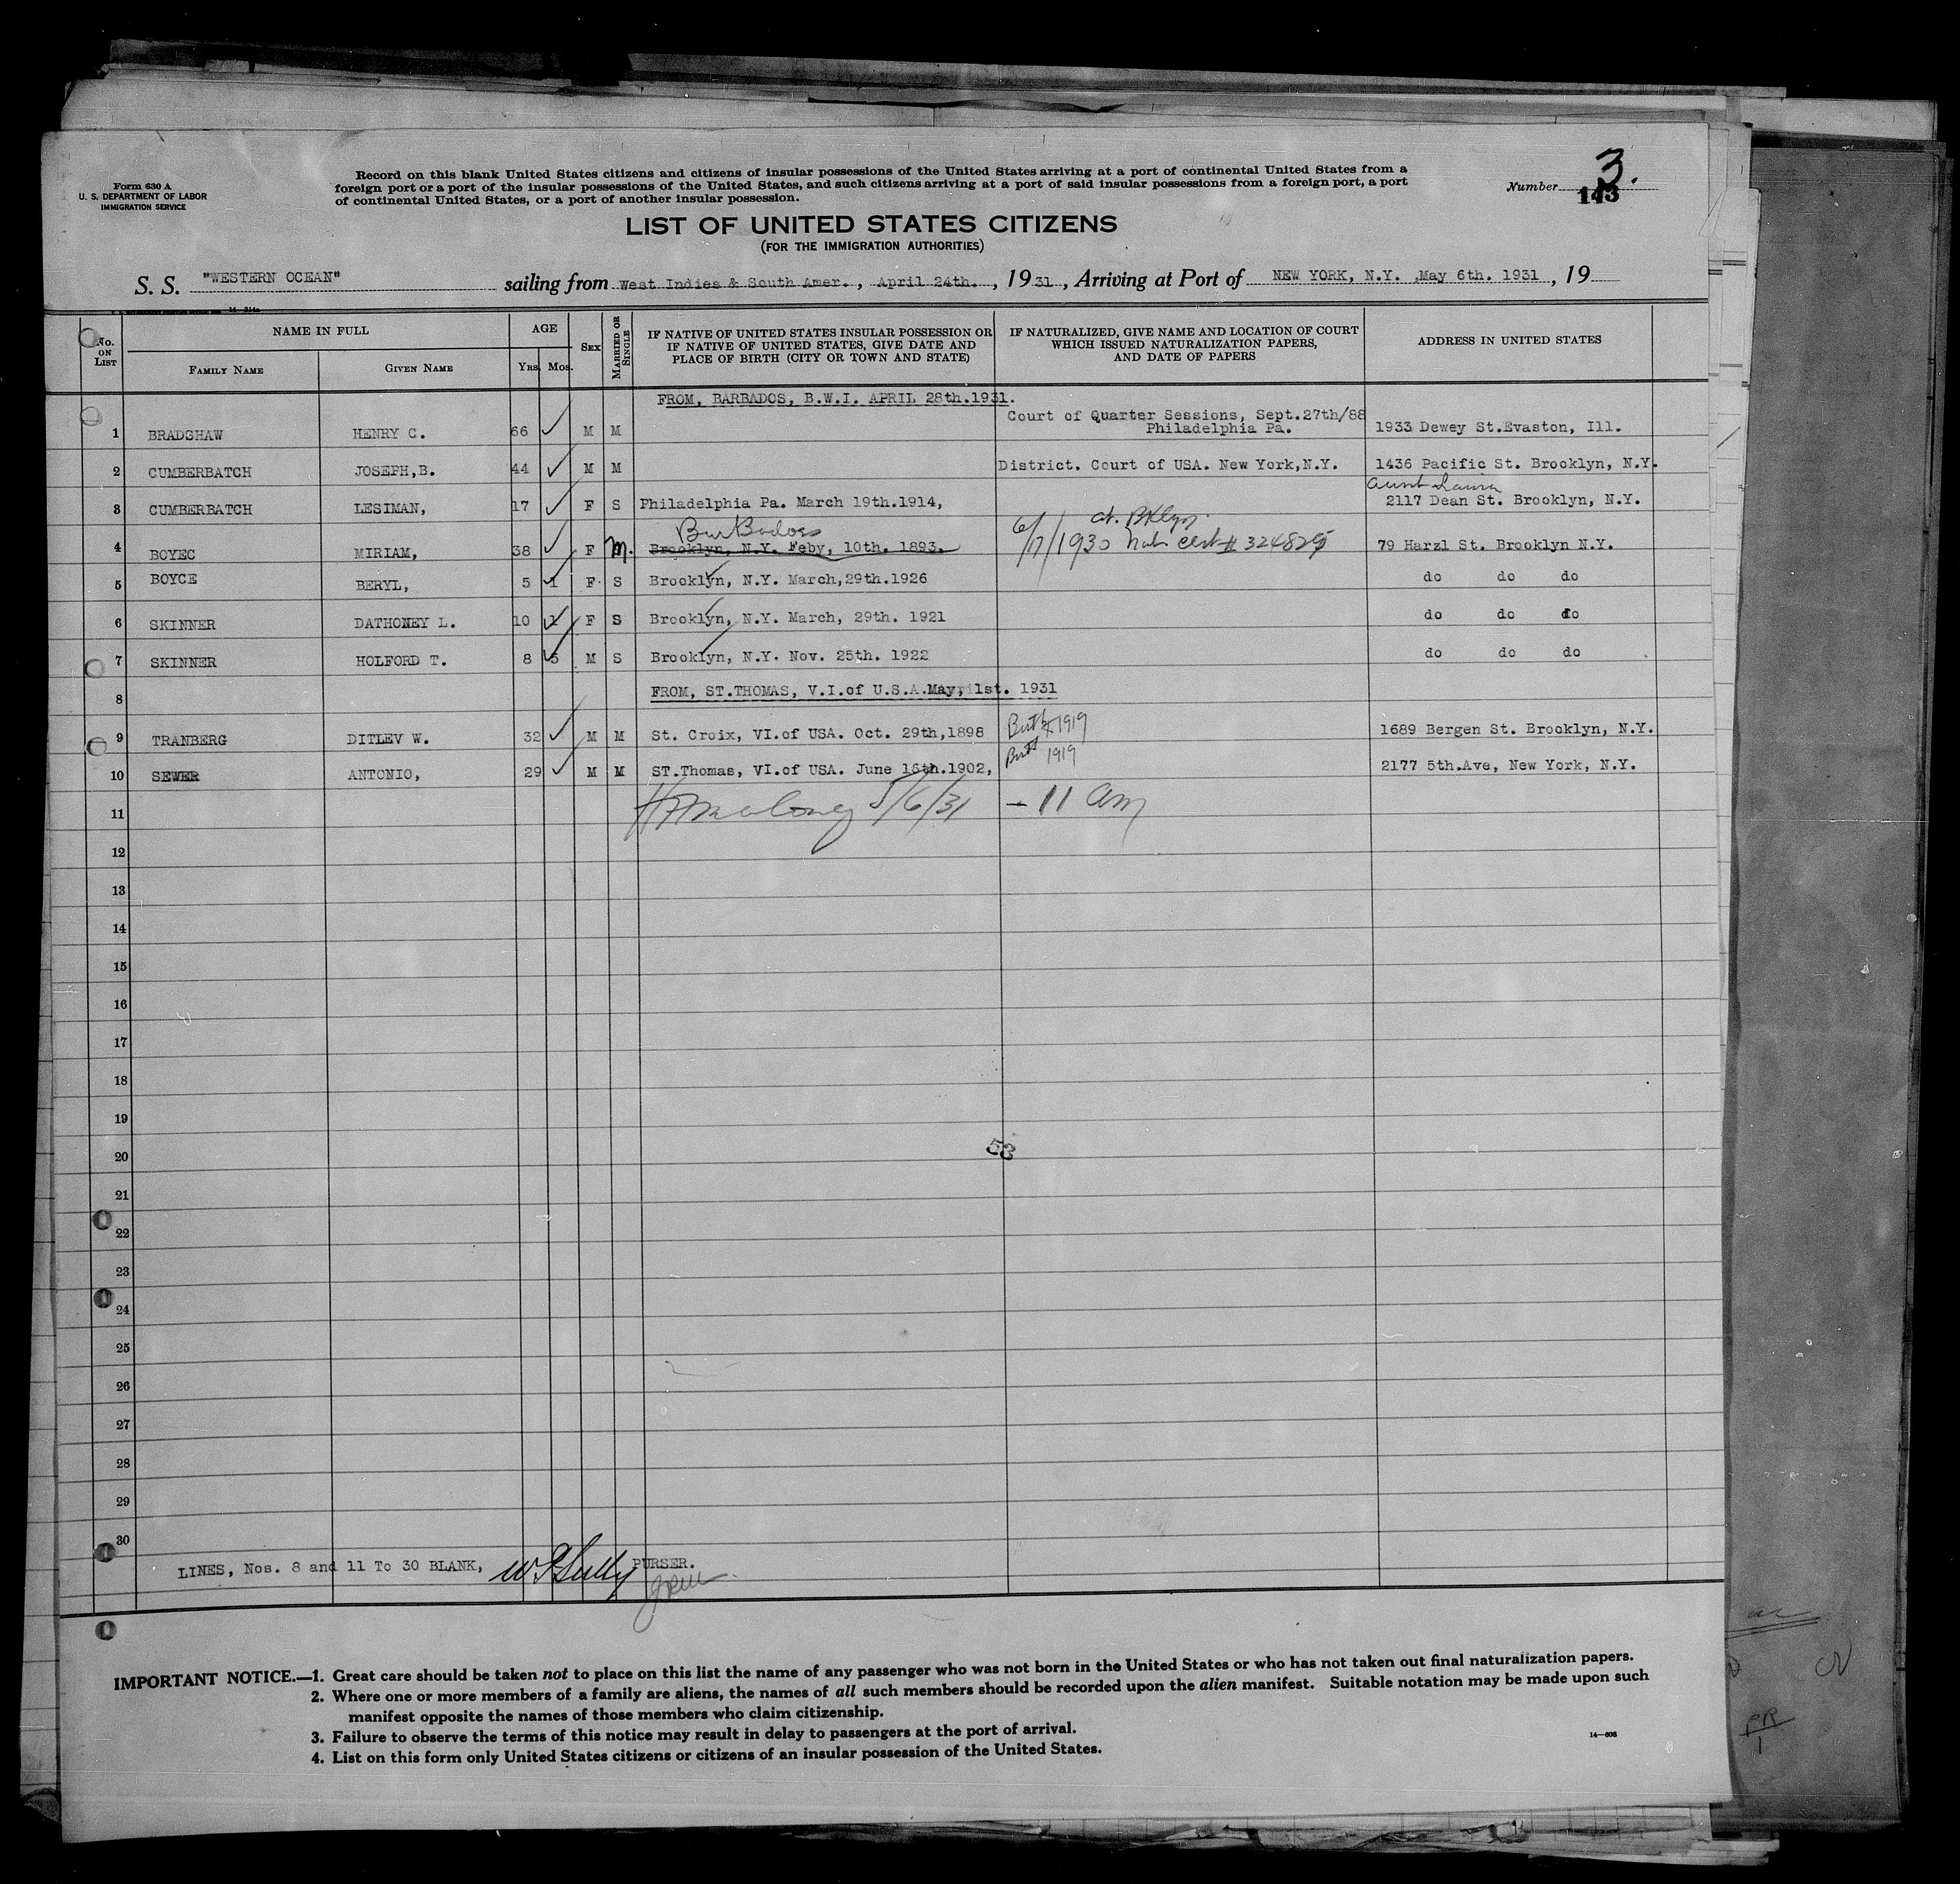 Form 630 A
U. S. DEPARTMENT OF LABOR
IMMIGRATION SERVICE
Record on this blank United States citizens and citizens of insular possessions of the United States arriving at a port of continental United States from a
foreign port or a port of the insular possessions of the United States, and such citizens arriving at a port of said insular possessions from a foreign port, a port
of continental United States, or a port of another insular possession.
Number 3.
143
LIST OF UNITED STATES CITIZENS
(FOR THE IMMIGRATION AUTHORITIES)
S. S. "WESTERN OCEAN" sailing from West Indies & South Amer. , April 24th. , 1931 , Arriving at Port of NEW YORK, N.Y. ,May 6th. 1931 , 19
No. ON LIST NAME IN FULL AGE SEX MARRIED OR SINGLE IF NATIVE OF UNITED STATES INSULAR POSSESSION OR IF NATIVE OF UNITED STATES, GIVE DATE AND PLACE OF BIRTH (CITY OR TOWN AND STATE) IF NATURALIZED, GIVE NAME AND LOCATION OF COURT WHICH ISSUED NATURALIZATION PAPERS, AND DATE OF PAPERS ADDRESS IN UNITED STATES
FAMILY NAME GIVEN NAME YRS. MOS.
FROM, BARBADOS, B.W.I. APRIL 28th.1931.
1 BRADSHAW HENRY C. 66 M M Court of Quarter Sessions, Sept.27th/88 Philadelphia Pa. 1933 Dewey St.Evaston, Ill.
2 CUMBERBATCH JOSEPH,B. 44 M M District. Court of USA. New York,N.Y. 1436 Pacific St. Brooklyn, N.Y.
Aunt Laura
3 CUMBERBATCH LESIMAN, 17 F S Philadelphia Pa. March 19th.1914, 2117 Dean St. Brooklyn, N.Y.
Barbados at. Bklyn.
4 BOYEC MIRIAM, 38 F M. Brooklyn, N.Y. Feby, 10th. 1893. 6/17/1930 Nat. Cert # 324825 79 Harzl St. Brooklyn N.Y.
5 BOYCE BERYL, 5 1 F S Brooklyn, N.Y. March,29th.1926 do do do
6 SKINNER DATHONEY L. 10 1 F S Brooklyn, N.Y. March, 29th. 1921 do do do
7 SKINNER HOLFORD T. 8 5 M S Brooklyn, N.Y. Nov. 25th. 1922 do do do
8 FROM, ST.THOMAS, V.I.of U.S.A.May, 1st. 1931
9 TRANBERG DITLEV W. 32 M M St. Croix, VI.of USA. Oct. 29th,1898 1919 1689 Bergen St. Brooklyn, N.Y.
10 SEWER ANTONIO, 29 M M ST.Thomas, VI.of USA. June 16th.1902, 1919 2177 5th.Ave, New York, N.Y.
11 5/6/31 - 11 am
12
13
14
15
16
17
18
19
20
53
21
22
23
24
25
26
27
28
29
30
LINES, Nos. 8 and 11 To 30 BLANK, PURSER.
IMPORTANT NOTICE.—1. Great care should be taken not to place on this list the name of any passenger who was not born in the United States or who has not taken out final naturalization papers.
2. Where one or more members of a family are aliens, the names of all such members should be recorded upon the alien manifest. Suitable notation may be made upon such
manifest opposite the names of those members who claim citizenship.
3. Failure to observe the terms of this notice may result in delay to passengers at the port of arrival.
4. List on this form only United States citizens or citizens of an insular possession of the United States.
14—608
PR
1